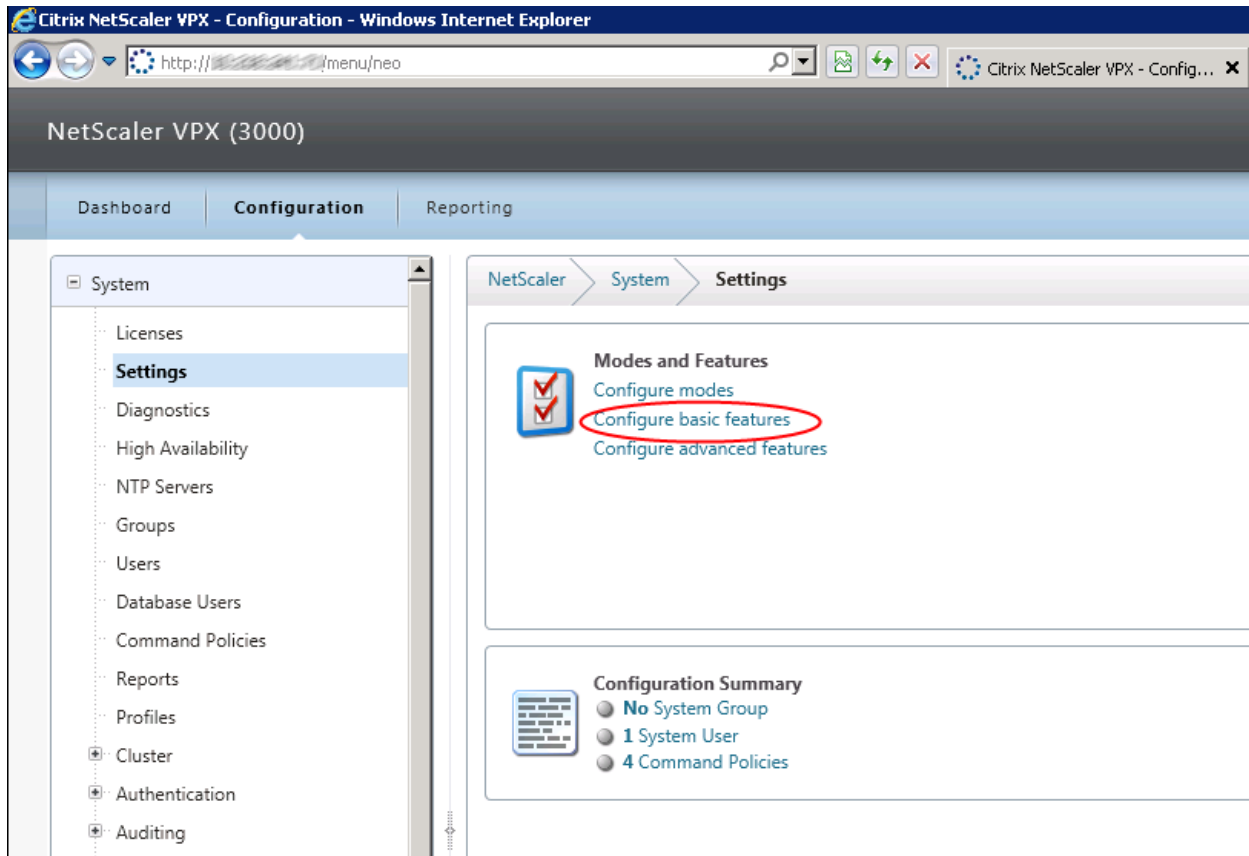 Citrix NetScaler VPX - Configuration - Windows Internet Explorer
http:// /menu/neo
Citrix NetScaler VPX - Config...
NetScaler VPX (3000)
Dashboard
Configuration
Reporting
System
Licenses
Settings
Diagnostics
High Availability
NTP Servers
Groups
Users
Database Users
Command Policies
Reports
Profiles
Cluster
Authentication
Auditing
NetScaler
System
Settings
Modes and Features
Configure modes
Configure basic features
Configure advanced features
Configuration Summary
No System Group
1 System User
4 Command Policies